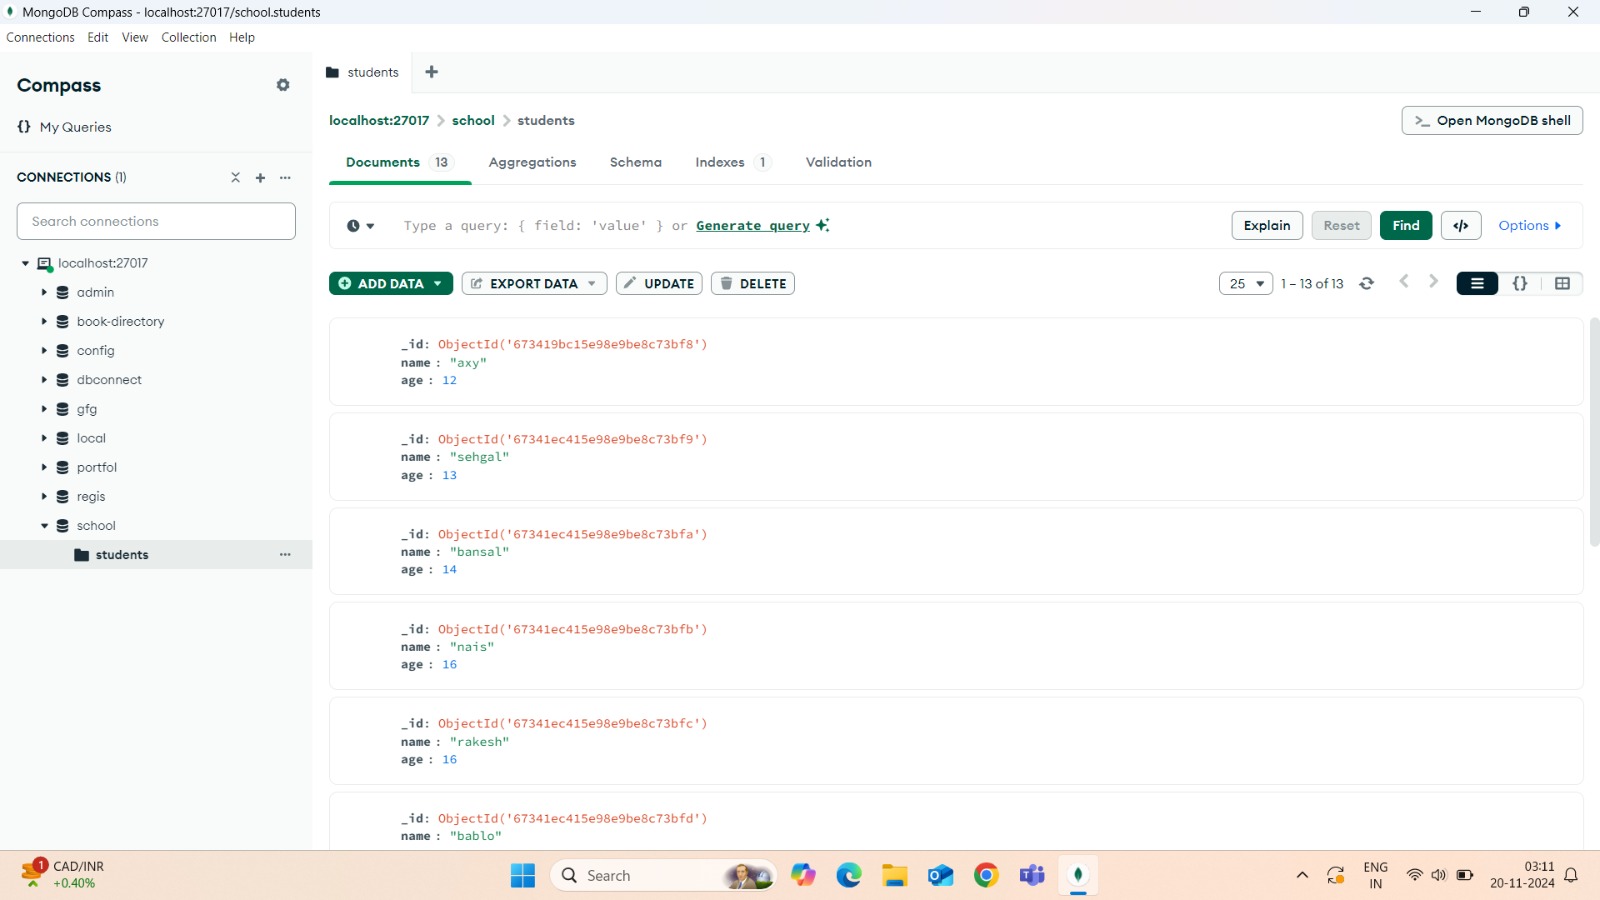 MongoDB Compass - localhost:27017/school.students
Connections Edit View Collection Help
Compass
{} My Queries
CONNECTIONS (1)
Search connections
localhost:27017
admin
book-directory
config
dbconnect
gfg
local
portfol
regis
school
students
students
localhost:27017 > school > students
>_ Open MongoDB shell
Documents 13 Aggregations Schema Indexes 1 Validation
Type a query: { field: 'value' } or Generate query
Explain Reset Find </> Options
ADD DATA EXPORT DATA UPDATE DELETE
25 1 – 13 of 13 {}
_id: ObjectId('673419bc15e98e9be8c73bf8')
name : "axy"
age : 12
_id: ObjectId('67341ec415e98e9be8c73bf9')
name : "sehgal"
age : 13
_id: ObjectId('67341ec415e98e9be8c73bfa')
name : "bansal"
age : 14
_id: ObjectId('67341ec415e98e9be8c73bfb')
name : "nais"
age : 16
_id: ObjectId('67341ec415e98e9be8c73bfc')
name : "rakesh"
age : 16
_id: ObjectId('67341ec415e98e9be8c73bfd')
name : "bablo"
1 CAD/INR
+0.40%
Search
ENG
IN
03:11
20-11-2024